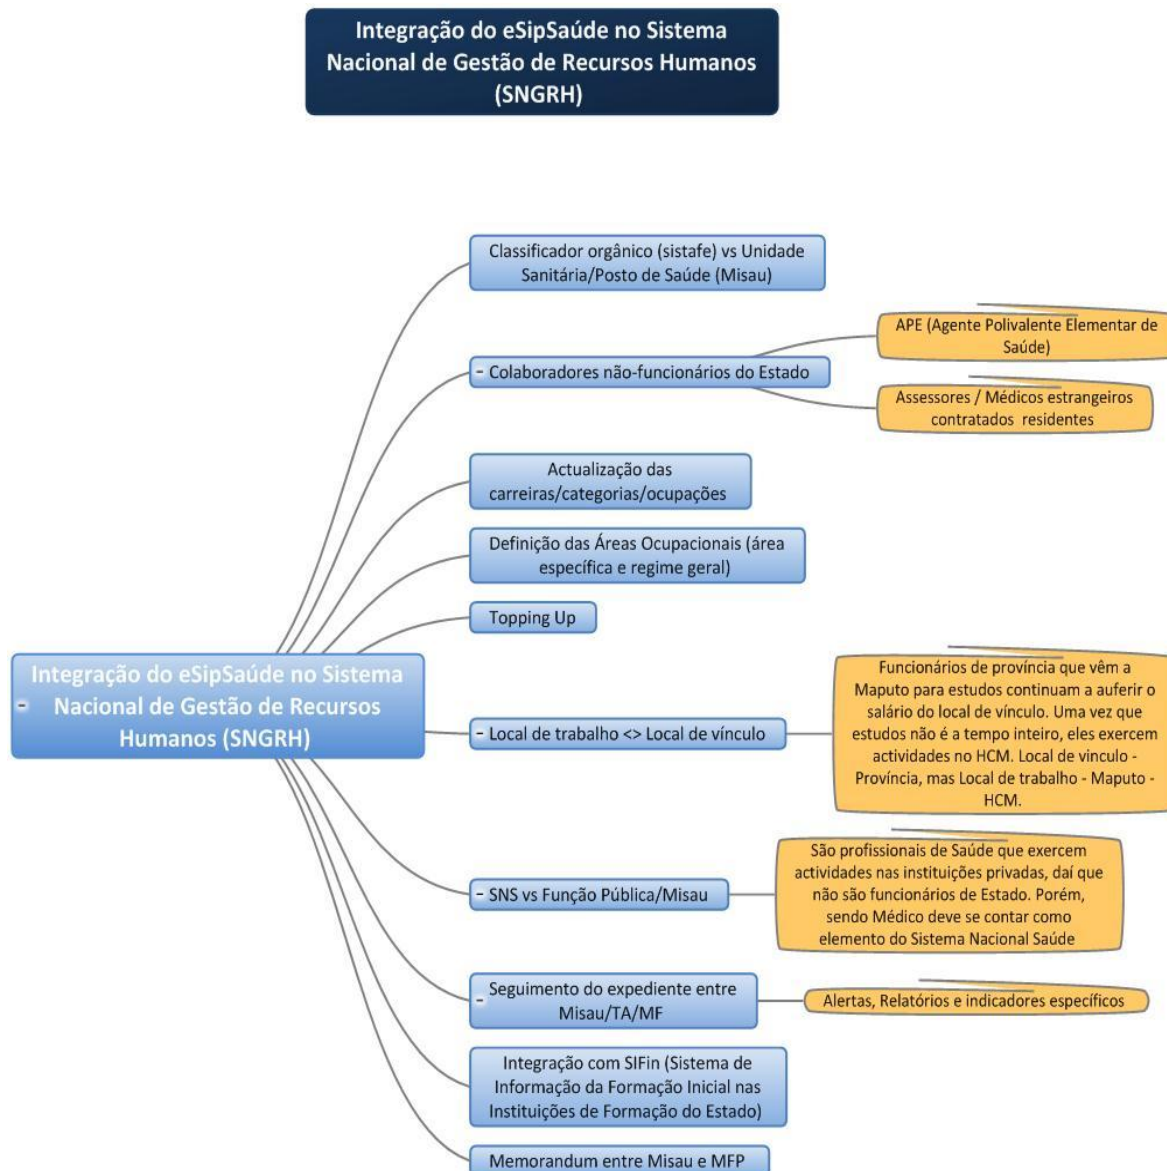 Integração do eSipSaúde no Sistema
Nacional de Gestão de Recursos Humanos
(SNGRH)
Classificador orgânico (sistafe) vs Unidade
Sanitária/Posto de Saúde (Misau)
APE (Agente Polivalente Elementar de
Saúde)
Colaboradores não-funcionários do Estado
Assessores / Médicos estrangeiros
contratados residentes
Actualização das
carreiras/categorias/ocupações
Definição das Áreas Ocupacionais (área
específica e regime geral)
Topping Up
Integração do eSipSaúde no Sistema
Nacional de Gestão de Recursos
Humanos (SNGRH)
Local de trabalho <> Local de vínculo
Funcionários de província que vêm a
Maputo para estudos continuam a auferir o
salário do local de vínculo. Uma vez que
estudos não é a tempo inteiro, eles exercem
actividades no HCM. Local de vinculo -
Província, mas Local de trabalho - Maputo -
HCM.
SNS vs Função Pública/Misau
São profissionais de Saúde que exercem
actividades nas instituições privadas, daí que
não são funcionários de Estado. Porém,
sendo Médico deve se contar como
elemento do Sistema Nacional Saúde
Seguimento do expediente entre
Misau/TA/MF
Alertas, Relatórios e indicadores específicos
Integração com SIFin (Sistema de
Informação da Formação Inicial nas
Instituições de Formação do Estado)
Memorandum entre Misau e MFP